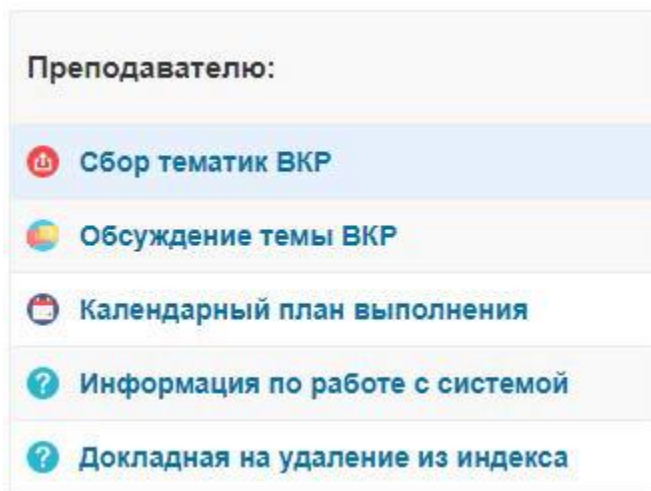 Преподавателю:
Сбор тематик ВКР
Обсуждение темы ВКР
Календарный план выполнения
Информация по работе с системой
Докладная на удаление из индекса